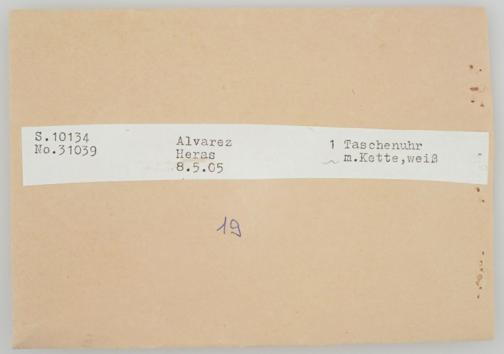 S.10134
No.31039
Alvarez
Heras
8.5.05
1 Taschenuhr
m.Kette,weiß
19